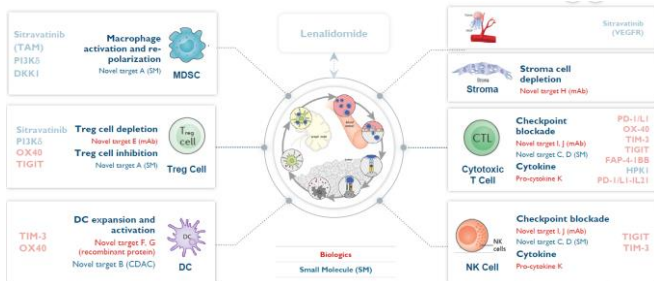 Lenalidomide
Sitravatinib
(TAM)
PI3Kδ
DKK1
Macrophage
activation and re-
polarization
Novel target A (SM)
MDSC
Sitravatinib
PI3Kδ
OX40
TIGIT
Treg cell depletion
Novel target B (mAb)
Treg cell inhibition
Novel target A (SM)
Treg
cell
Treg Cell
TIM-3
OX40
DC expansion and
activation
Novel target F, G
(recombinant protein)
Novel target B (CDAC)
DC
DC
Biologics
Small Molecule (SM)
Sitravatinib
(VEGFR)
Stroma
Stroma cell
depletion
Novel target H (mAb)
CTL
Cytotoxic
T Cell
Checkpoint
blockade
Novel target I, J (mAb)
Novel target C, D (SM)
Cytokine
Pro-cytokine K
PD-1/L1
OX-40
TIM-3
TIGIT
FAP-4-1BB
HPK1
PD-1/L1-IL21
NK
cells
NK Cell
Checkpoint blockade
Novel target I, J (mAb)
Novel target C, D (SM)
Cytokine
Pro-cytokine K
TIGIT
TIM-3